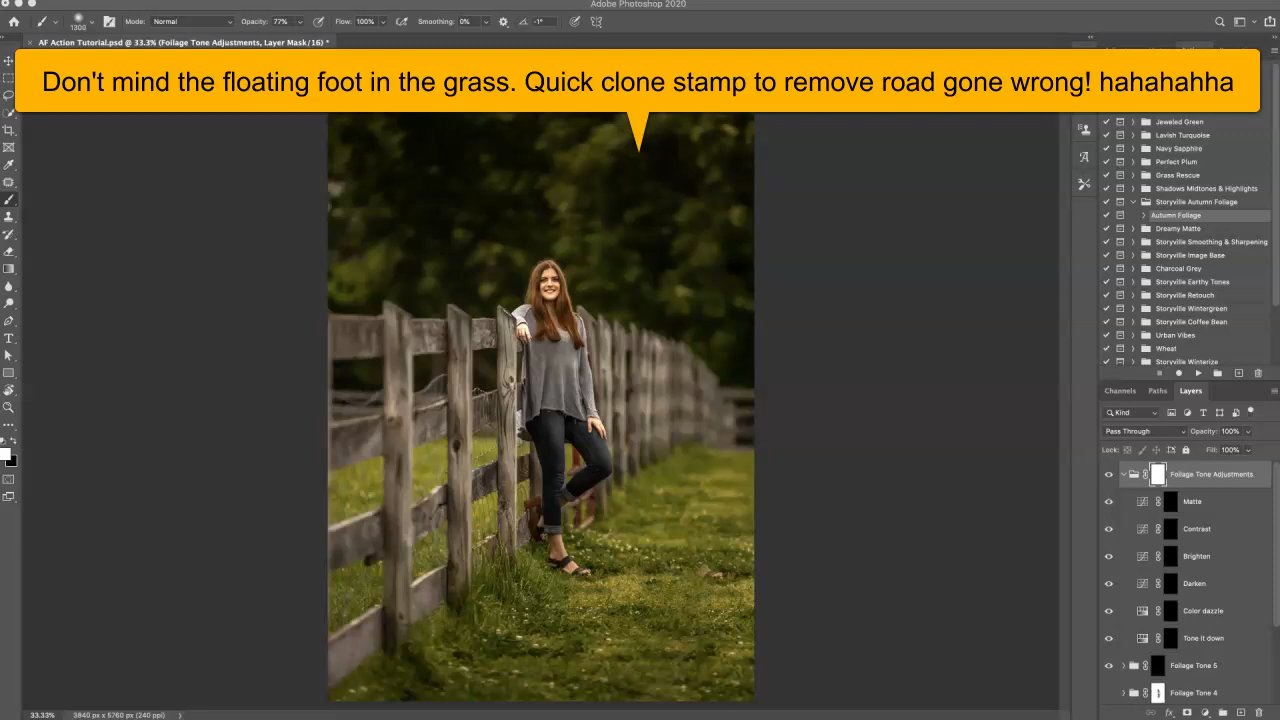 Adobe Photoshop 2020
1300
Mode: Normal
Opacity: 77%
Flow: 100%
Smoothing: 0%
-1°
AF Action Tutorial.psd @ 33.3% (Foilage Tone Adjustments, Layer Mask/16) *
Don't mind the floating foot in the grass. Quick clone stamp to remove road gone wrong! hahahahha
Jeweled Green
Lavish Turquoise
Navy Sapphire
Perfect Plum
Grass Rescue
Shadows Midtones & Highlights
Storyville Autumn Foliage
Autumn Foliage
Dreamy Matte
Storyville Smoothing & Sharpening
Storyville Image Base
Charcoal Grey
Storyville Earthy Tones
Storyville Retouch
Storyville Wintergreen
Storyville Coffee Bean
Urban Vibes
Wheat
Storyville Winterize
Channels Paths Layers
Kind
Pass Through Opacity: 100%
Lock: Fill: 100%
Foilage Tone Adjustments
Matte
Contrast
Brighten
Darken
Color dazzle
Tone it down
Foilage Tone 5
Foilage Tone 4
33.33% 3840 px x 5760 px (240 ppi)